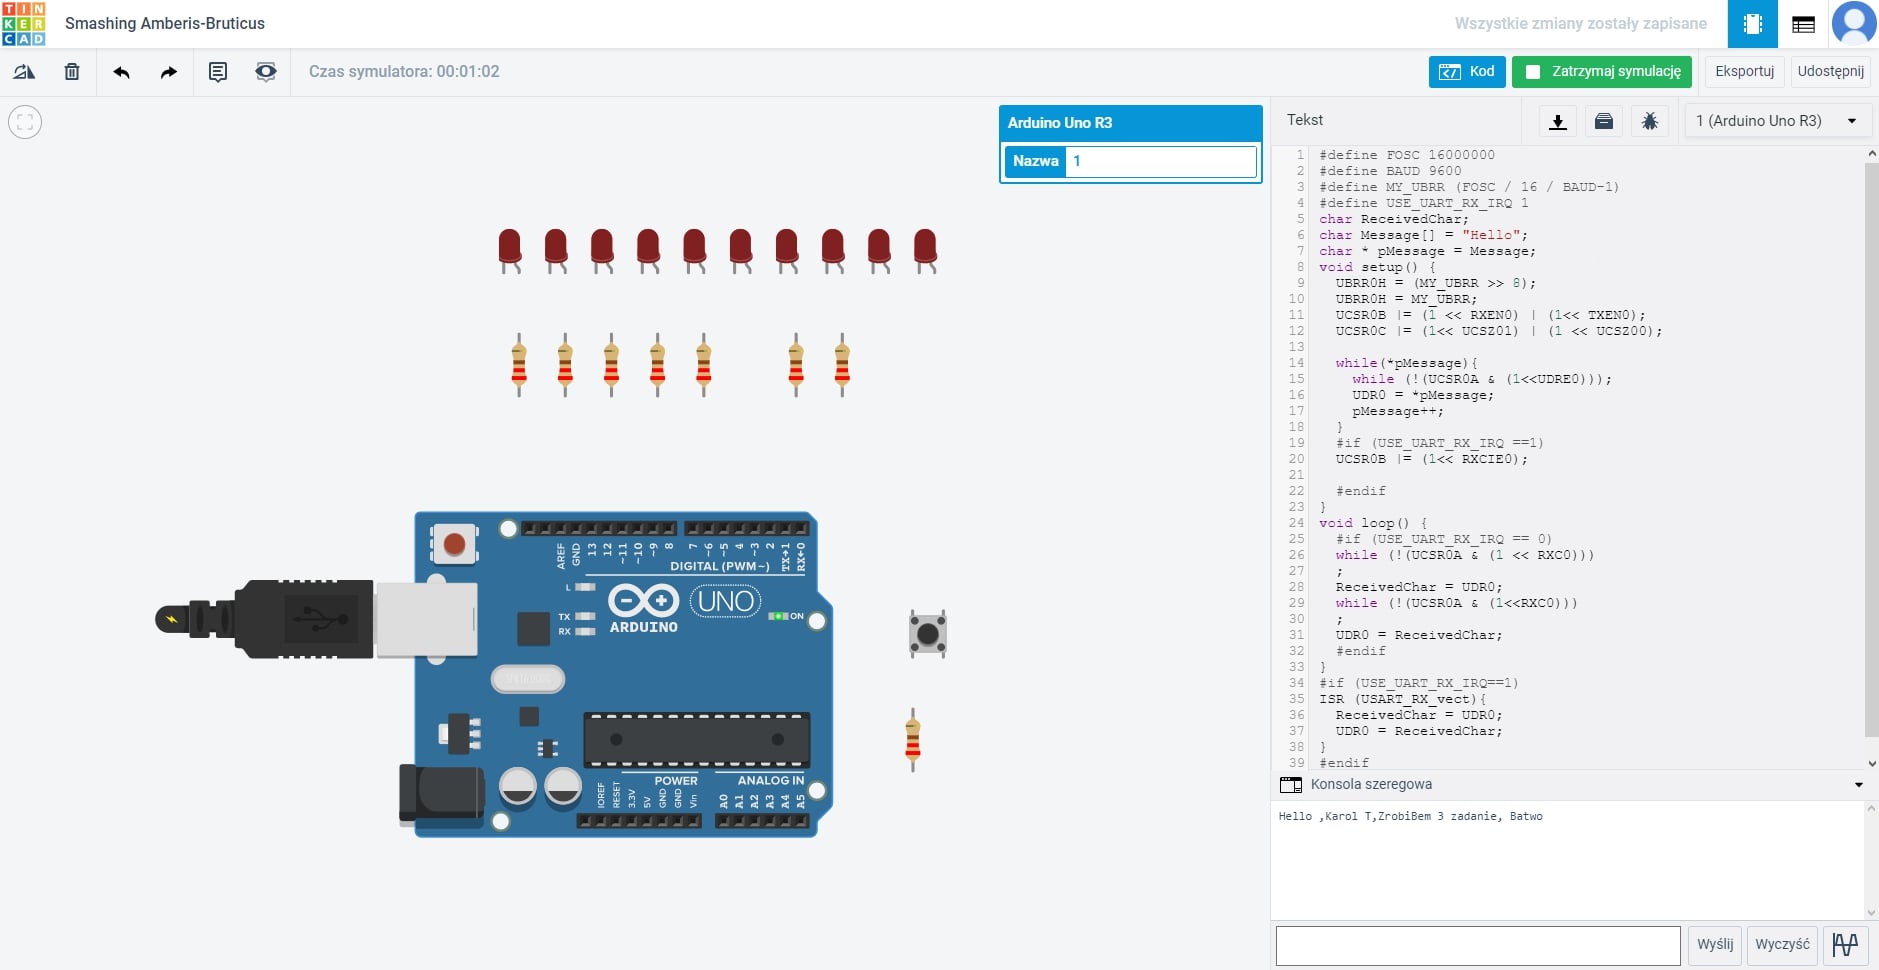 TIN
KER
CAD
Smashing Amberis-Bruticus
Wszystkie zmiany zostały zapisane
Czas symulatora: 00:01:02
Kod
Zatrzymaj symulację
Eksportuj
Udostępnij
Arduino Uno R3
Nazwa 1
Tekst
1 (Arduino Uno R3)
1 #define FOSC 16000000
2 #define BAUD 9600
3 #define MY_UBRR (FOSC / 16 / BAUD-1)
4 #define USE_UART_RX_IRQ 1
5 char ReceivedChar;
6 char Message[] = "Hello";
7 char * pMessage = Message;
8 void setup() {
9 UBRR0H = (MY_UBRR >> 8);
10 UBRR0H = MY_UBRR;
11 UCSR0B |= (1 << RXEN0) | (1<< TXEN0);
12 UCSR0C |= (1<< UCSZ01) | (1 << UCSZ00);
13
14 while(*pMessage){
15 while (!(UCSR0A & (1<<UDRE0)));
16 UDR0 = *pMessage;
17 pMessage++;
18 }
19 #if (USE_UART_RX_IRQ ==1)
20 UCSR0B |= (1<< RXCIE0);
21
22 #endif
23 }
24 void loop() {
25 #if (USE_UART_RX_IRQ == 0)
26 while (!(UCSR0A & (1 << RXC0)))
27 ;
28 ReceivedChar = UDR0;
29 while (!(UCSR0A & (1<<RXC0)))
30 ;
31 UDR0 = ReceivedChar;
32 #endif
33 }
34 #if (USE_UART_RX_IRQ==1)
35 ISR (USART_RX_vect){
36 ReceivedChar = UDR0;
37 UDR0 = ReceivedChar;
38 }
39 #endif
Konsola szeregowa
Hello ,Karol T,ZrobiBem 3 zadanie, Batwo
Wyślij
Wyczyść
AREF GND 13 12 ~11 ~10 ~9 8 7 ~6 ~5 4 ~3 2 TX→1 RX←0
DIGITAL (PWM~)
L
TX
RX
ARDUINO
UNO
ON
POWER
ANALOG IN
IOREF RESET 3.3V 5V GND GND Vin A0 A1 A2 A3 A4 A5